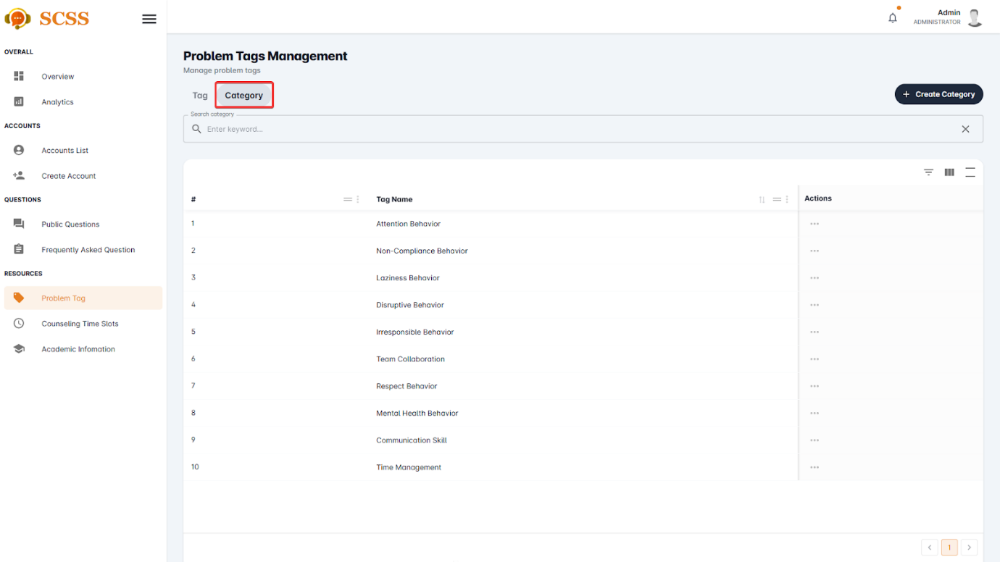 SCSS
Admin
ADMINISTRATOR
OVERALL
Overview
Analytics
ACCOUNTS
Accounts List
Create Account
QUESTIONS
Public Questions
Frequently Asked Question
RESOURCES
Problem Tag
Counseling Time Slots
Academic Infomation
Problem Tags Management
Manage problem tags
Tag Category
+ Create Category
Search category
Enter keyword...
# Tag Name Actions
1 Attention Behavior
2 Non-Compliance Behavior
3 Laziness Behavior
4 Disruptive Behavior
5 Irresponsible Behavior
6 Team Collaboration
7 Respect Behavior
8 Mental Health Behavior
9 Communication Skill
10 Time Management
1